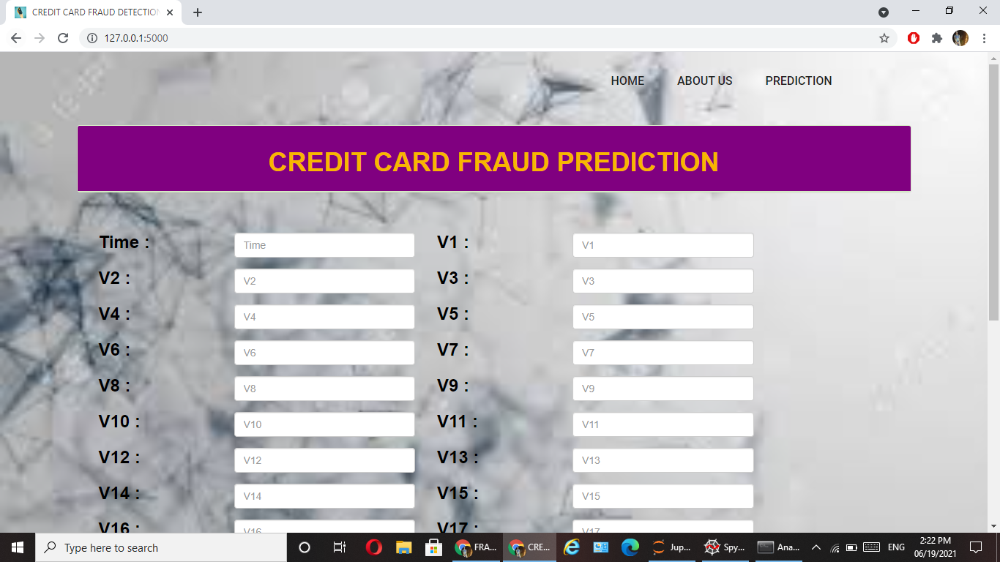 CREDIT CARD FRAUD DETECTION
127.0.0.1:5000
HOME ABOUT US PREDICTION
CREDIT CARD FRAUD PREDICTION
Time : Time V1 : V1
V2 : V2 V3 : V3
V4 : V4 V5 : V5
V6 : V6 V7 : V7
V8 : V8 V9 : V9
V10 : V10 V11 : V11
V12 : V12 V13 : V13
V14 : V14 V15 : V15
V16 : V16 V17 : V17
Type here to search FRA... CRE... Jup... Spy... Ana... ENG 2:22 PM
06/19/2021